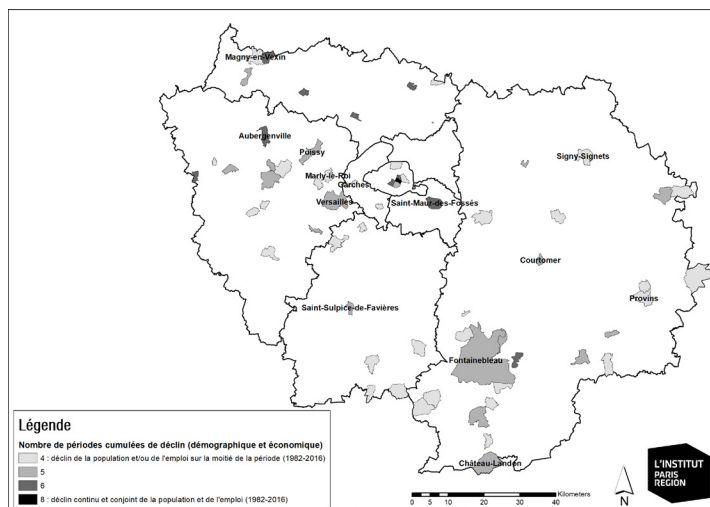 Magny-en-Vexin
Aubergenville
Poissy
Signy-Signets
Marly-le-Roi
Garches
Versailles
Saint-Maur-des-Fossés
Courtomer
Provins
Saint-Sulpice-de-Favières
Fontainebleau
Château-Landon
Légende
Nombre de périodes cumulées de déclin (démographique et économique)
4 : déclin de la population et/ou de l'emploi sur la moitié de la période (1982-2016)
5
6
8 : déclin continu et conjoint de la population et de l'emploi (1982-2016)
L'INSTITUT
PARIS
REGION
N
Kilometers
0 5 10 20 30 40